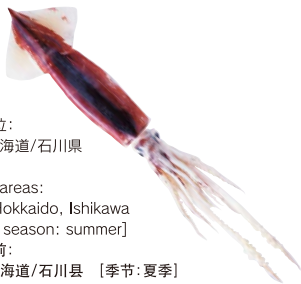 位:
海道/石川県
areas:
Hokkaido, Ishikawa
season: summer]
前:
海道/石川县 [季节:夏季]